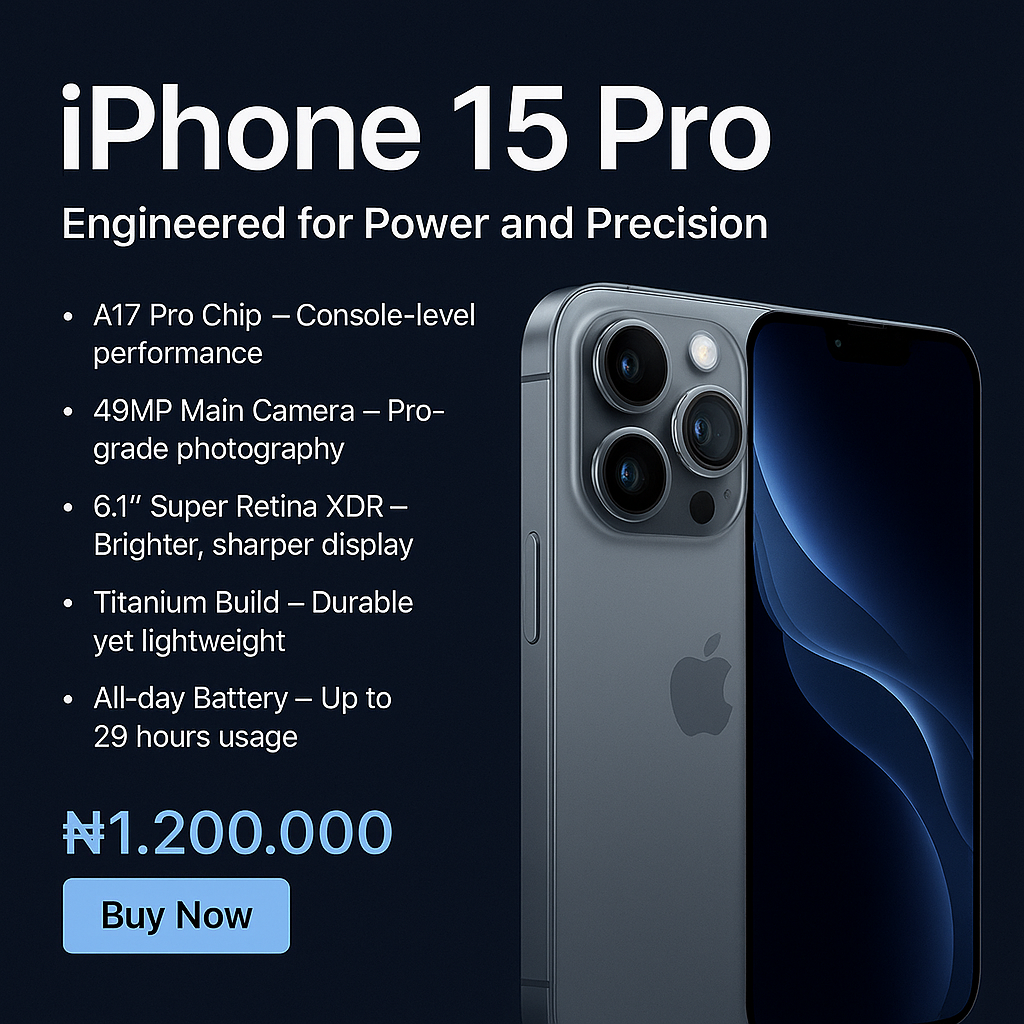 iPhone 15 Pro
Engineered for Power and Precision
• A17 Pro Chip – Console-level
performance
• 49MP Main Camera – Pro-
grade photography
• 6.1” Super Retina XDR –
Brighter, sharper display
• Titanium Build – Durable
yet lightweight
• All-day Battery – Up to
29 hours usage
₦1.200.000
Buy Now